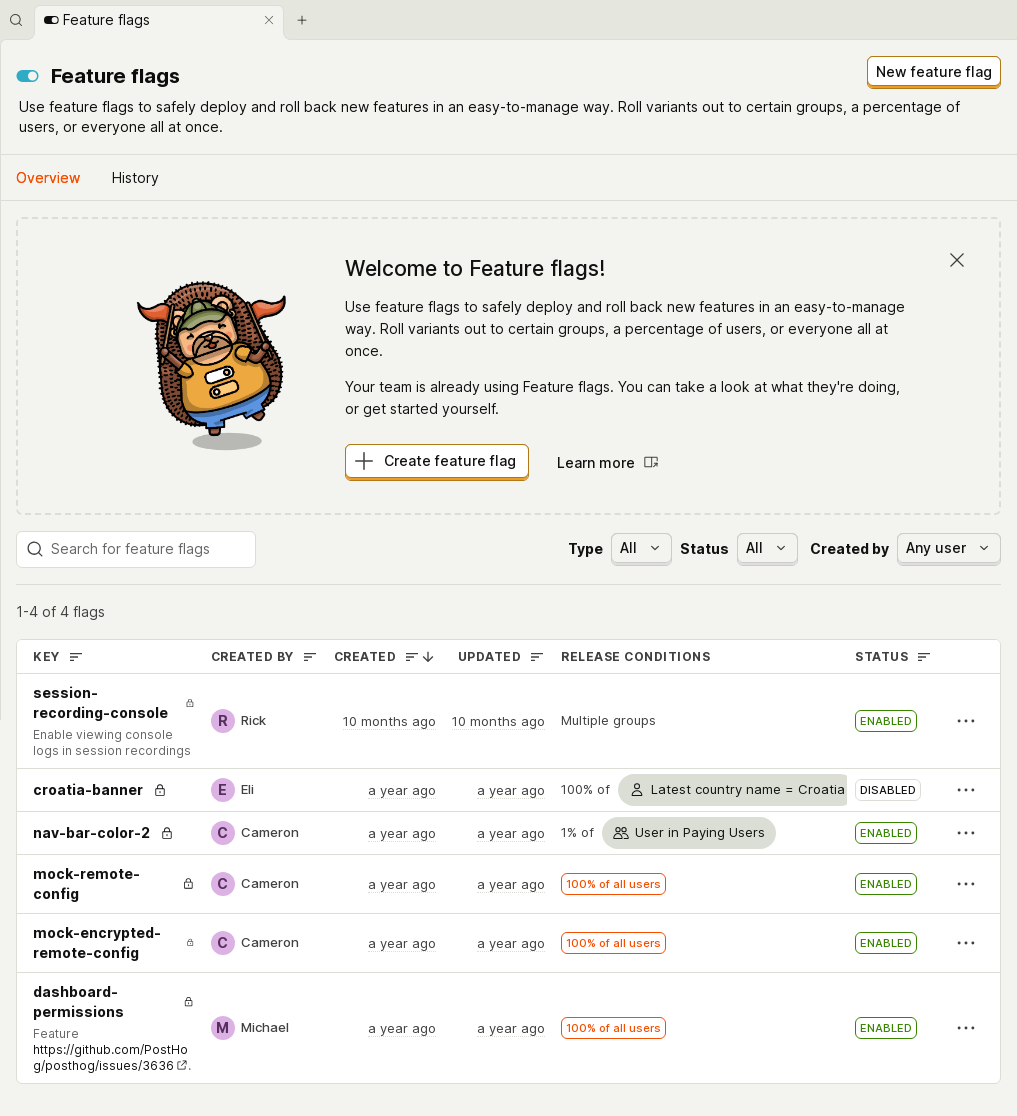 Feature flags
Feature flags
New feature flag
Use feature flags to safely deploy and roll back new features in an easy-to-manage way. Roll variants out to certain groups, a percentage of
users, or everyone all at once.
Overview History
Welcome to Feature flags!
Use feature flags to safely deploy and roll back new features in an easy-to-manage
way. Roll variants out to certain groups, a percentage of users, or everyone all at
once.
Your team is already using Feature flags. You can take a look at what they're doing,
or get started yourself.
Create feature flag Learn more
Search for feature flags Type All Status All Created by Any user
1-4 of 4 flags
KEY CREATED BY CREATED UPDATED RELEASE CONDITIONS STATUS
session-
recording-console
Enable viewing console
logs in session recordings
R Rick 10 months ago 10 months ago Multiple groups ENABLED
croatia-banner E Eli a year ago a year ago 100% of Latest country name = Croatia DISABLED
nav-bar-color-2 C Cameron a year ago a year ago 1% of User in Paying Users ENABLED
mock-remote-
config
C Cameron a year ago a year ago 100% of all users ENABLED
mock-encrypted-
remote-config
C Cameron a year ago a year ago 100% of all users ENABLED
dashboard-
permissions
Feature
https://github.com/PostHo
g/posthog/issues/3636.
M Michael a year ago a year ago 100% of all users ENABLED